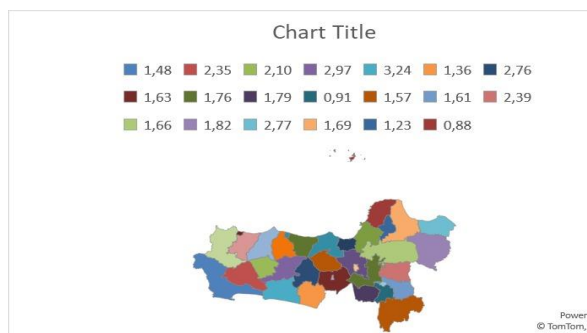 Chart Title
1,48 2,35 2,10 2,97 3,24 1,36 2,76
1,63 1,76 1,79 0,91 1,57 1,61 2,39
1,66 1,82 2,77 1,69 1,23 0,88
Power
© TomTom,